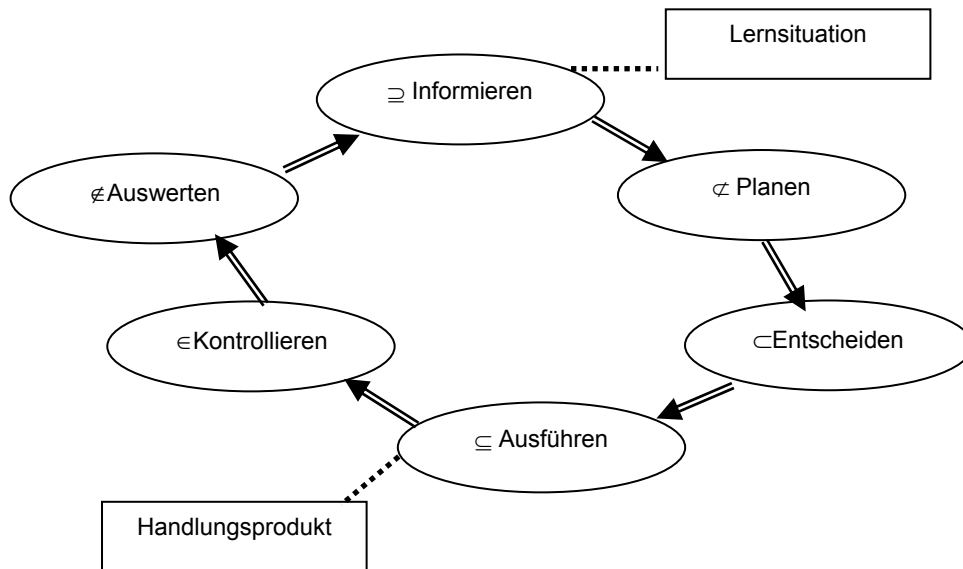 Lernsituation
⊇ Informieren
⊄ Planen
∉Auswerten
∈Kontrollieren
⊂Entscheiden
⊆ Ausführen
Handlungsprodukt